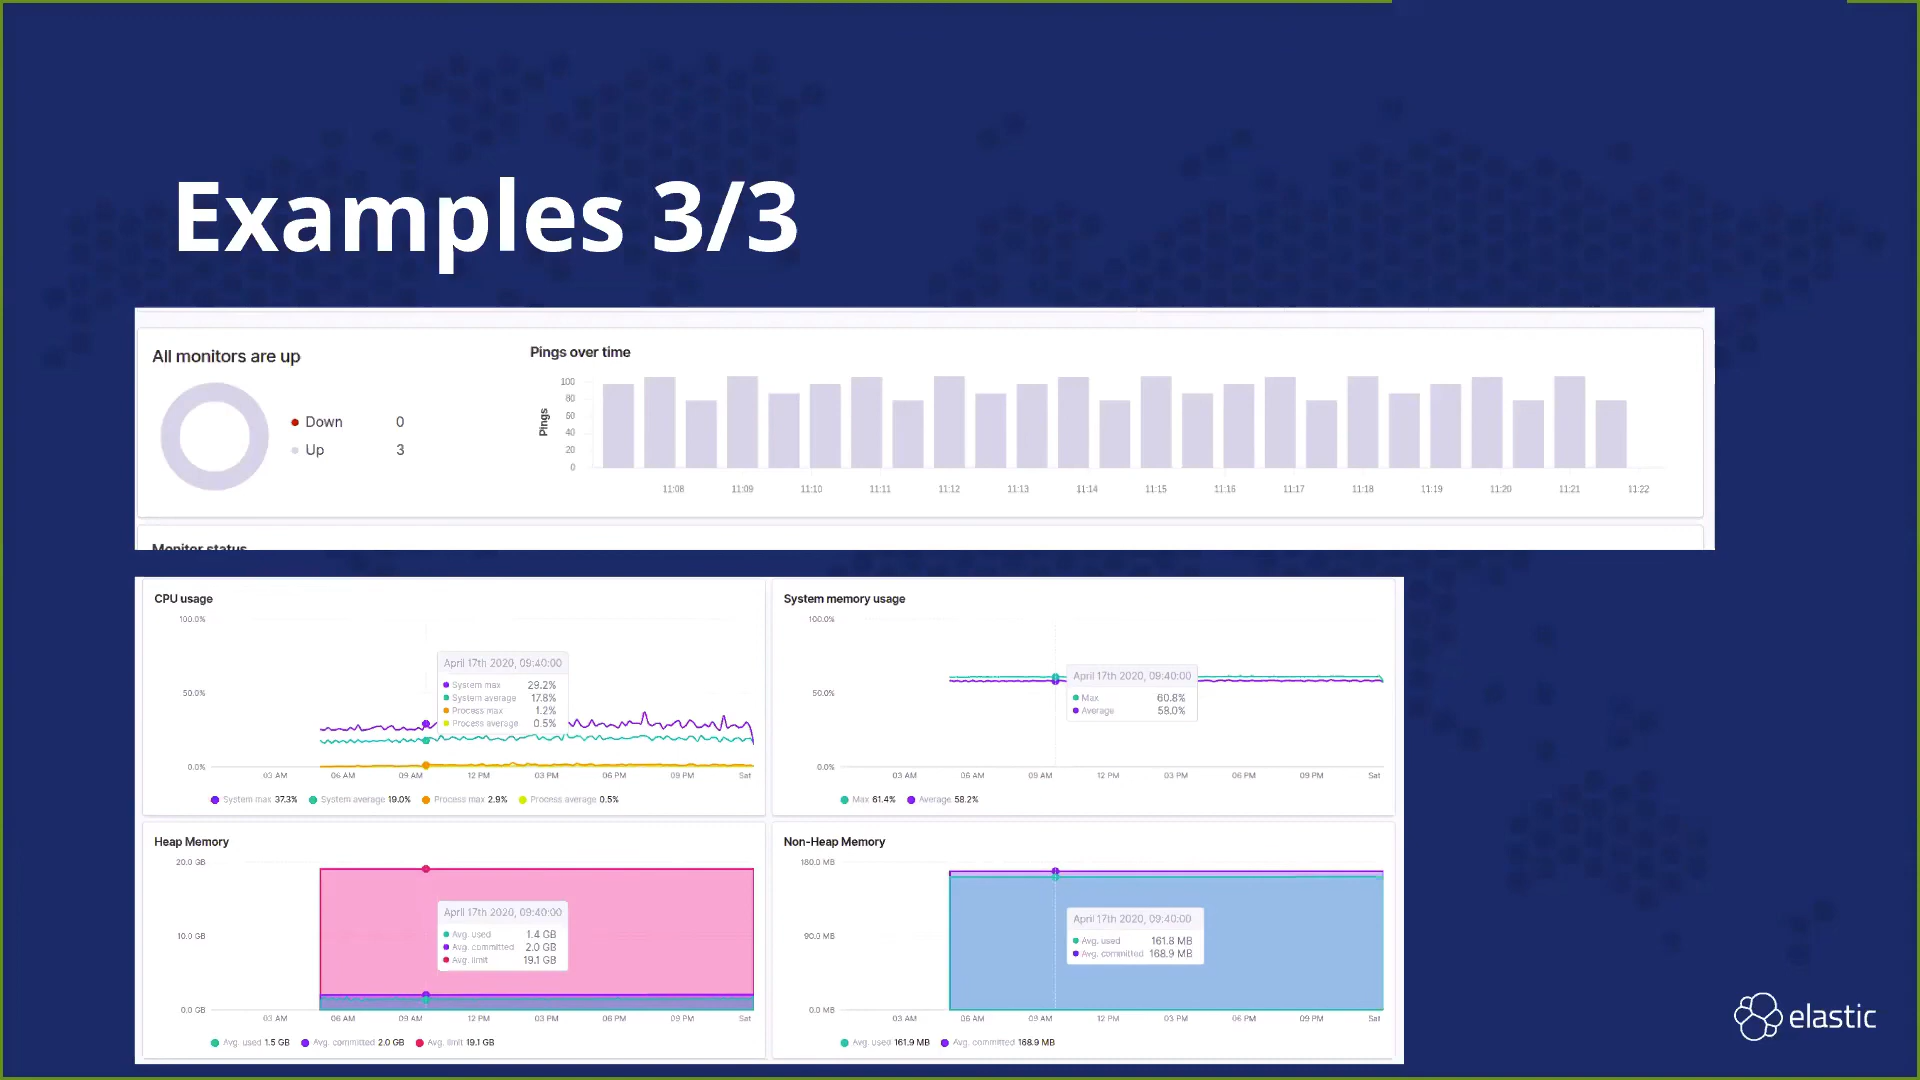 Examples 3/3
All monitors are up
Down 0
Up 3
Pings over time
Pings
100
80
60
40
20
0
11:08 11:09 11:10 11:11 11:12 11:13 11:14 11:15 11:16 11:17 11:18 11:19 11:20 11:21 11:22
Monitor status
CPU usage
100.0%
50.0%
0.0%
April 17th 2020, 09:40:00
System max 29.2%
System average 17.8%
Process max 1.2%
Process average 0.5%
03 AM 06 AM 09 AM 12 PM 03 PM 06 PM 09 PM Sat
System max 37.3% System average 19.0% Process max 2.9% Process average 0.5%
System memory usage
100.0%
50.0%
0.0%
April 17th 2020, 09:40:00
Max 60.8%
Average 58.0%
03 AM 06 AM 09 AM 12 PM 03 PM 06 PM 09 PM Sat
Max 61.4% Average 58.2%
Heap Memory
20.0 GB
10.0 GB
0.0 GB
April 17th 2020, 09:40:00
Avg. used 1.4 GB
Avg. committed 2.0 GB
Avg. limit 19.1 GB
03 AM 06 AM 09 AM 12 PM 03 PM 06 PM 09 PM Sat
Avg. used 1.5 GB Avg. committed 2.0 GB Avg. limit 19.1 GB
Non-Heap Memory
180.0 MB
90.0 MB
0.0 MB
April 17th 2020, 09:40:00
Avg. used 161.8 MB
Avg. committed 168.9 MB
03 AM 06 AM 09 AM 12 PM 03 PM 06 PM 09 PM Sat
Avg. used 161.9 MB Avg. committed 168.9 MB
elastic